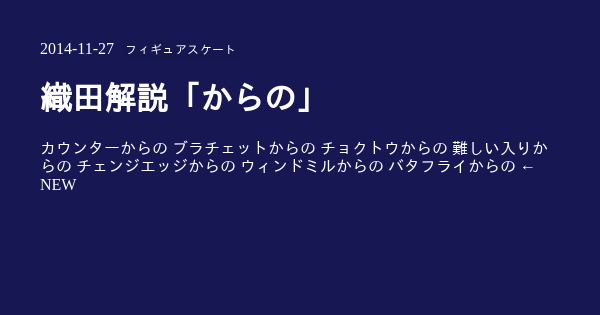 2014-11-27 フィギュアスケート
織田解説「からの」
カウンターからの ブラチェットからの チョクトウからの 難しい入りか
らの チェンジエッジからの ウィンドミルからの バタフライからの ←
NEW